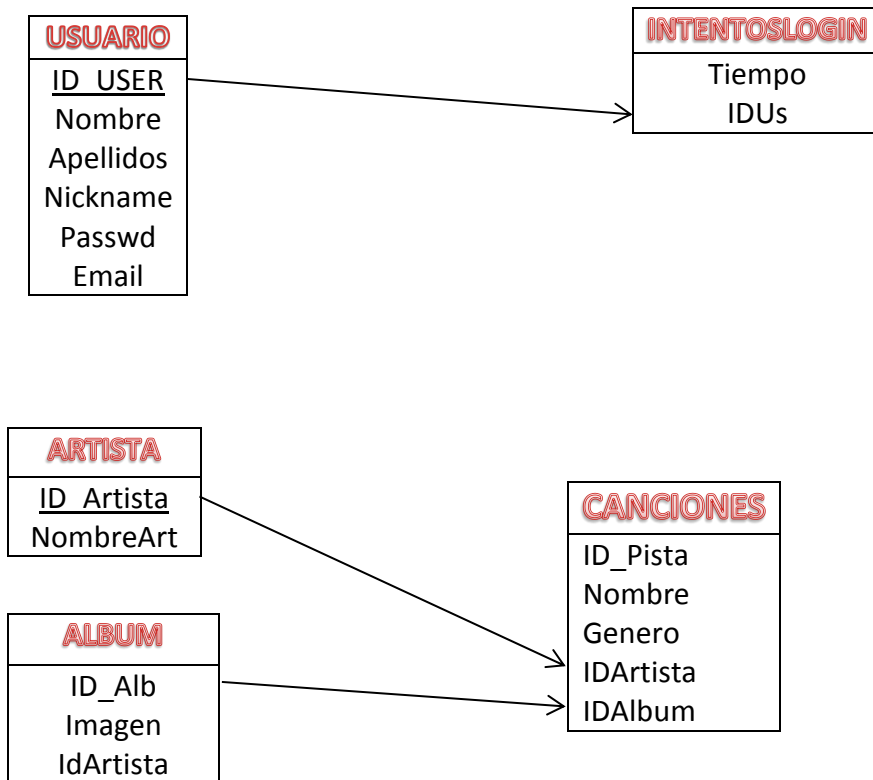 USUARIO
ID_USER
Nombre
Apellidos
Nickname
Passwd
Email
INTENTOSLOGIN
Tiempo
IDUs
ARTISTA
ID_Artista
NombreArt
ALBUM
ID_Alb
Imagen
IdArtista
CANCIONES
ID_Pista
Nombre
Genero
IDArtista
IDAlbum